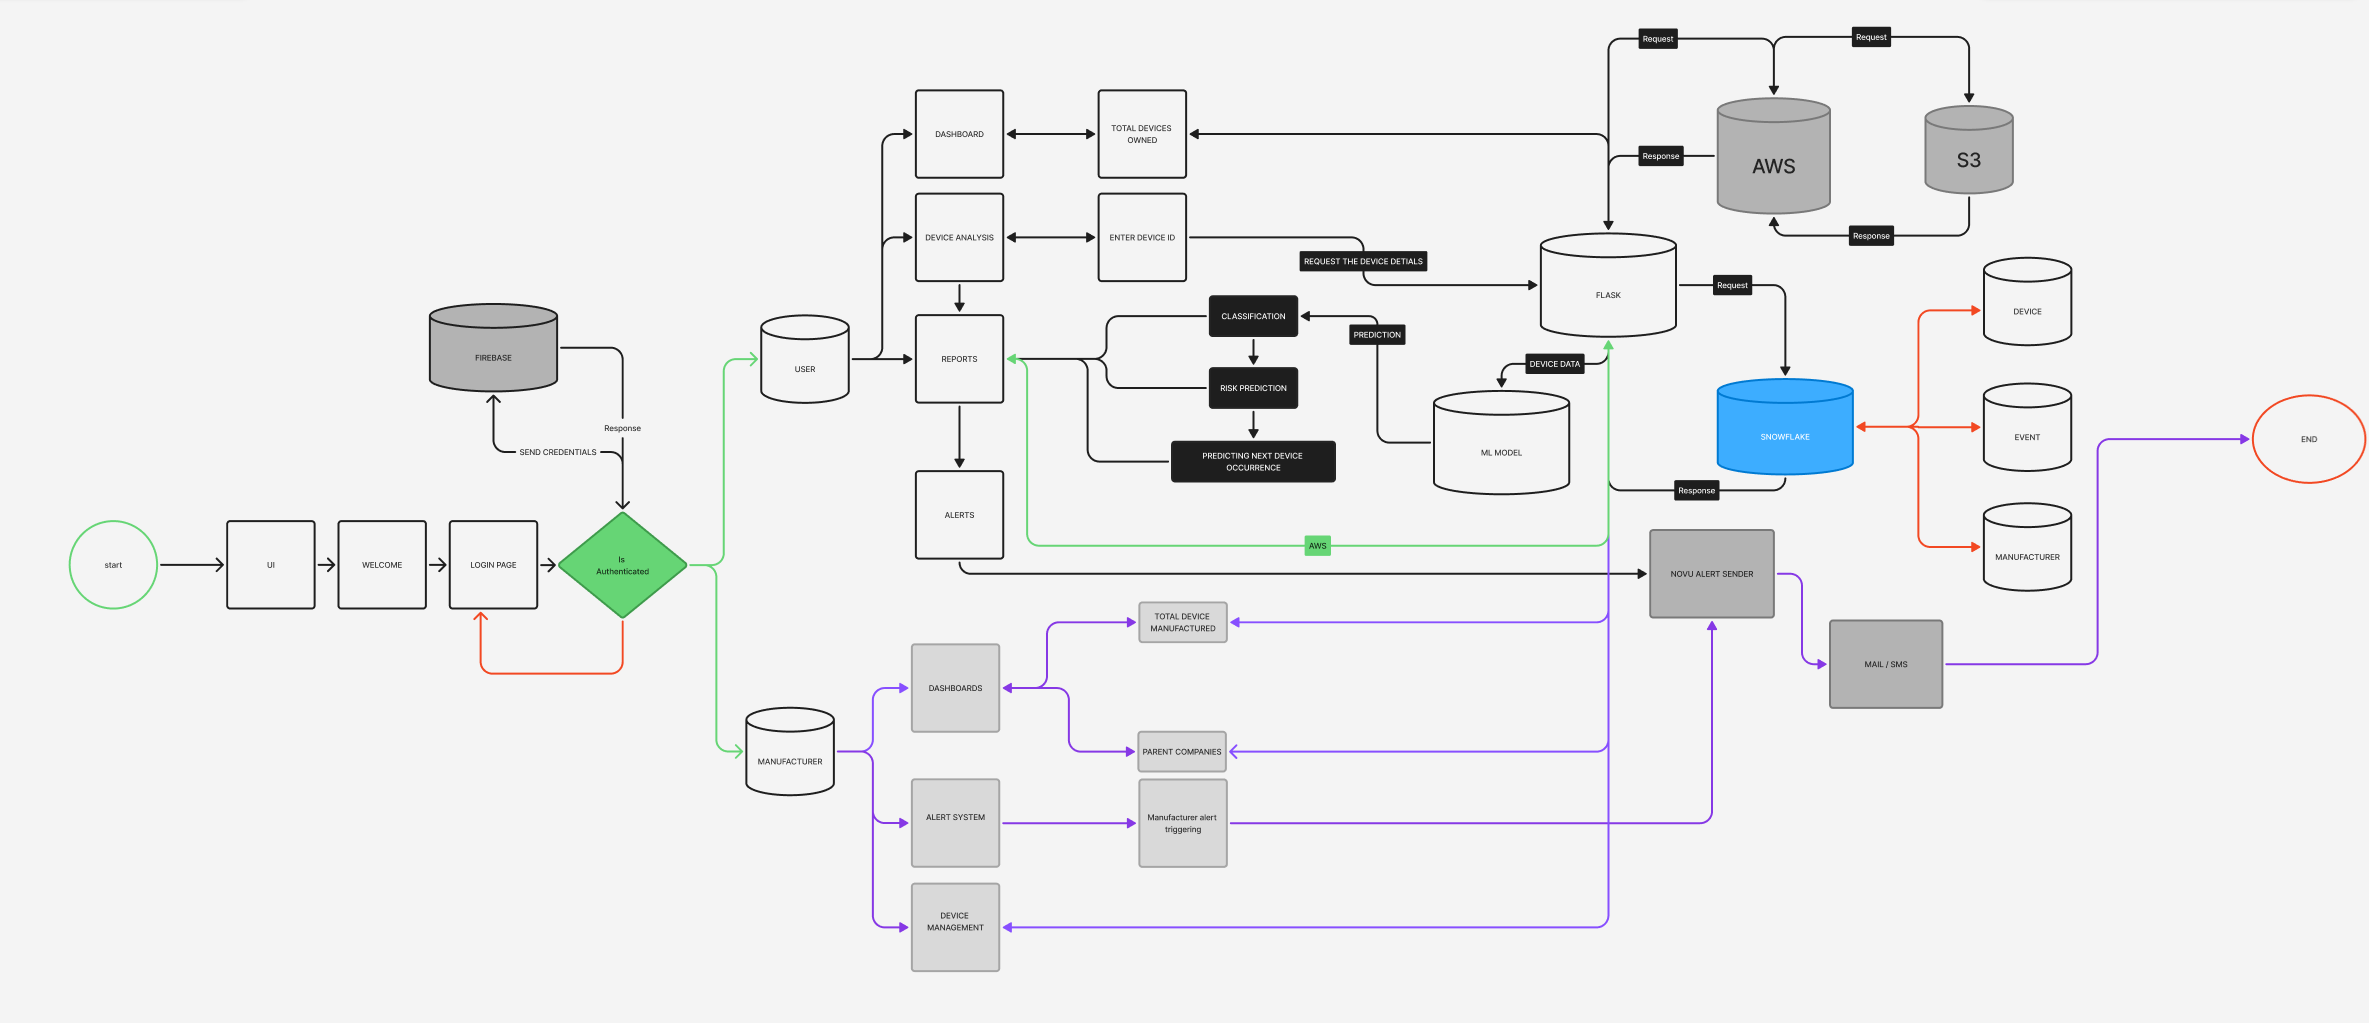 Request
Request
DASHBOARD
TOTAL DEVICES
OWNED
Response
AWS
S3
DEVICE ANALYSIS
ENTER DEVICE ID
Response
REQUEST THE DEVICE DETIALS
FLASK
Request
DEVICE
FIREBASE
USER
REPORTS
CLASSIFICATION
PREDICTION
DEVICE DATA
RISK PREDICTION
Response
SEND CREDENTIALS
PREDICTING NEXT DEVICE
OCCURRENCE
ML MODEL
SNOWFLAKE
EVENT
END
Response
ALERTS
AWS
start
UI
WELCOME
LOGIN PAGE
Is
Authenticated
NOVU ALERT SENDER
MANUFACTURER
TOTAL DEVICE
MANUFACTURED
MAIL / SMS
DASHBOARDS
PARENT COMPANIES
MANUFACTURER
ALERT SYSTEM
Manufacturer alert
triggering
DEVICE
MANAGEMENT